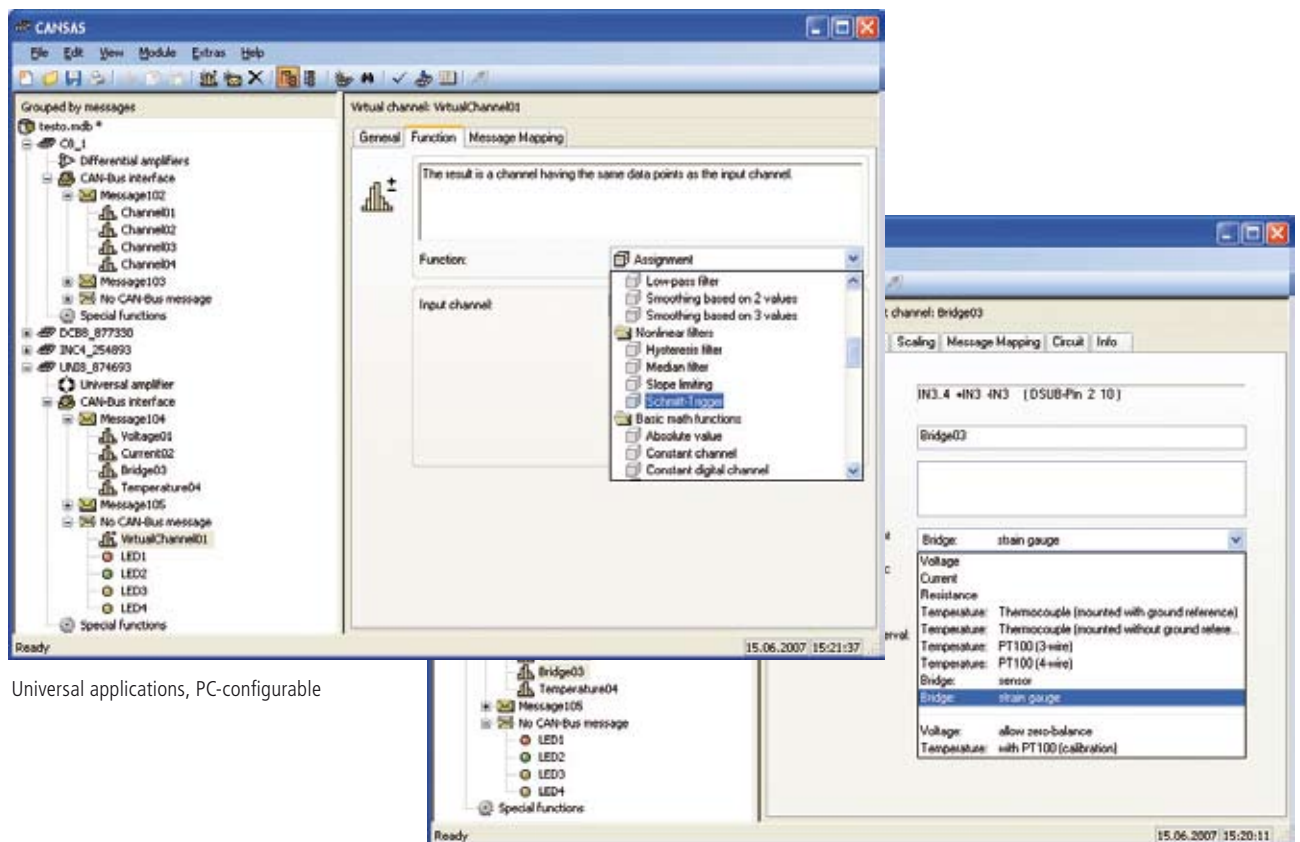 CANSAS
File Edit View Module Extras Help
Grouped by messages
testo.mdb *
C8_1
Differential amplifiers
CAN-Bus interface
Message102
Channel01
Channel02
Channel03
Channel04
Message103
No CAN-Bus message
Special functions
DCB8_877330
INC4_254893
UNI8_874693
Universal amplifier
CAN-Bus interface
Message104
Voltage01
Current02
Bridge03
Temperature04
Message105
No CAN-Bus message
VirtualChannel01
LED1
LED2
LED3
LED4
Special functions
Ready
Virtual channel: VirtualChannel01
General Function Message Mapping
The result is a channel having the same data points as the input channel.
Function: Assignment
Low-pass filter
Smoothing based on 2 values
Smoothing based on 3 values
Nonlinear filters
Hysteresis filter
Median filter
Slope limiting
Schmitt-Trigger
Basic math functions
Absolute value
Constant channel
Constant digital channel
Input channel:
15.06.2007 15:21:37
Universal applications, PC-configurable
channel: Bridge03
Scaling Message Mapping Circuit Info
IN3..4 +IN3 -IN3 (DSUB-Pin 2 10)
Bridge03
Bridge: strain gauge
Voltage
Current
Resistance
Temperature: Thermocouple (mounted with ground reference)
Temperature: Thermocouple (mounted without ground refere...
Temperature: PT100 (3-wire)
Temperature: PT100 (4-wire)
Bridge: sensor
Bridge: strain gauge
Voltage: allow zero-balance
Temperature: with PT100 (calibration)
Bridge03
Temperature04
Message105
No CAN-Bus message
LED1
LED2
LED3
LED4
Special functions
Ready
15.06.2007 15:20:11